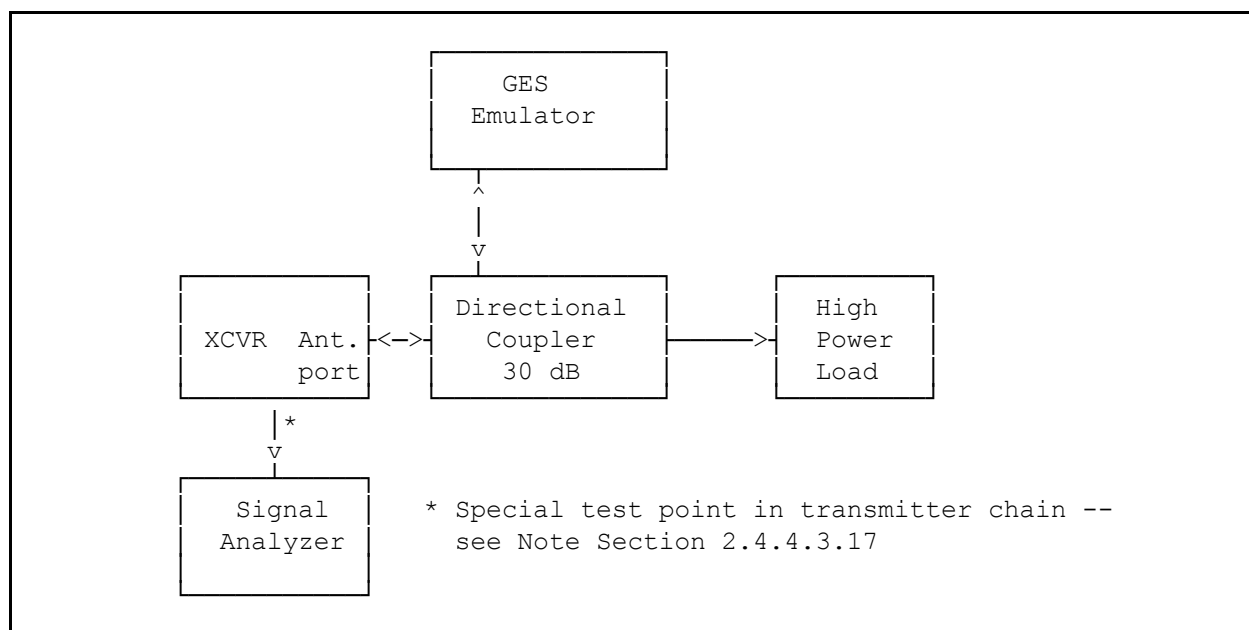 GES
Emulator
Directional
Coupler
30 dB
XCVR Ant.
port
High
Power
Load
*
Signal
Analyzer
* Special test point in transmitter chain --
see Note Section 2.4.4.3.17